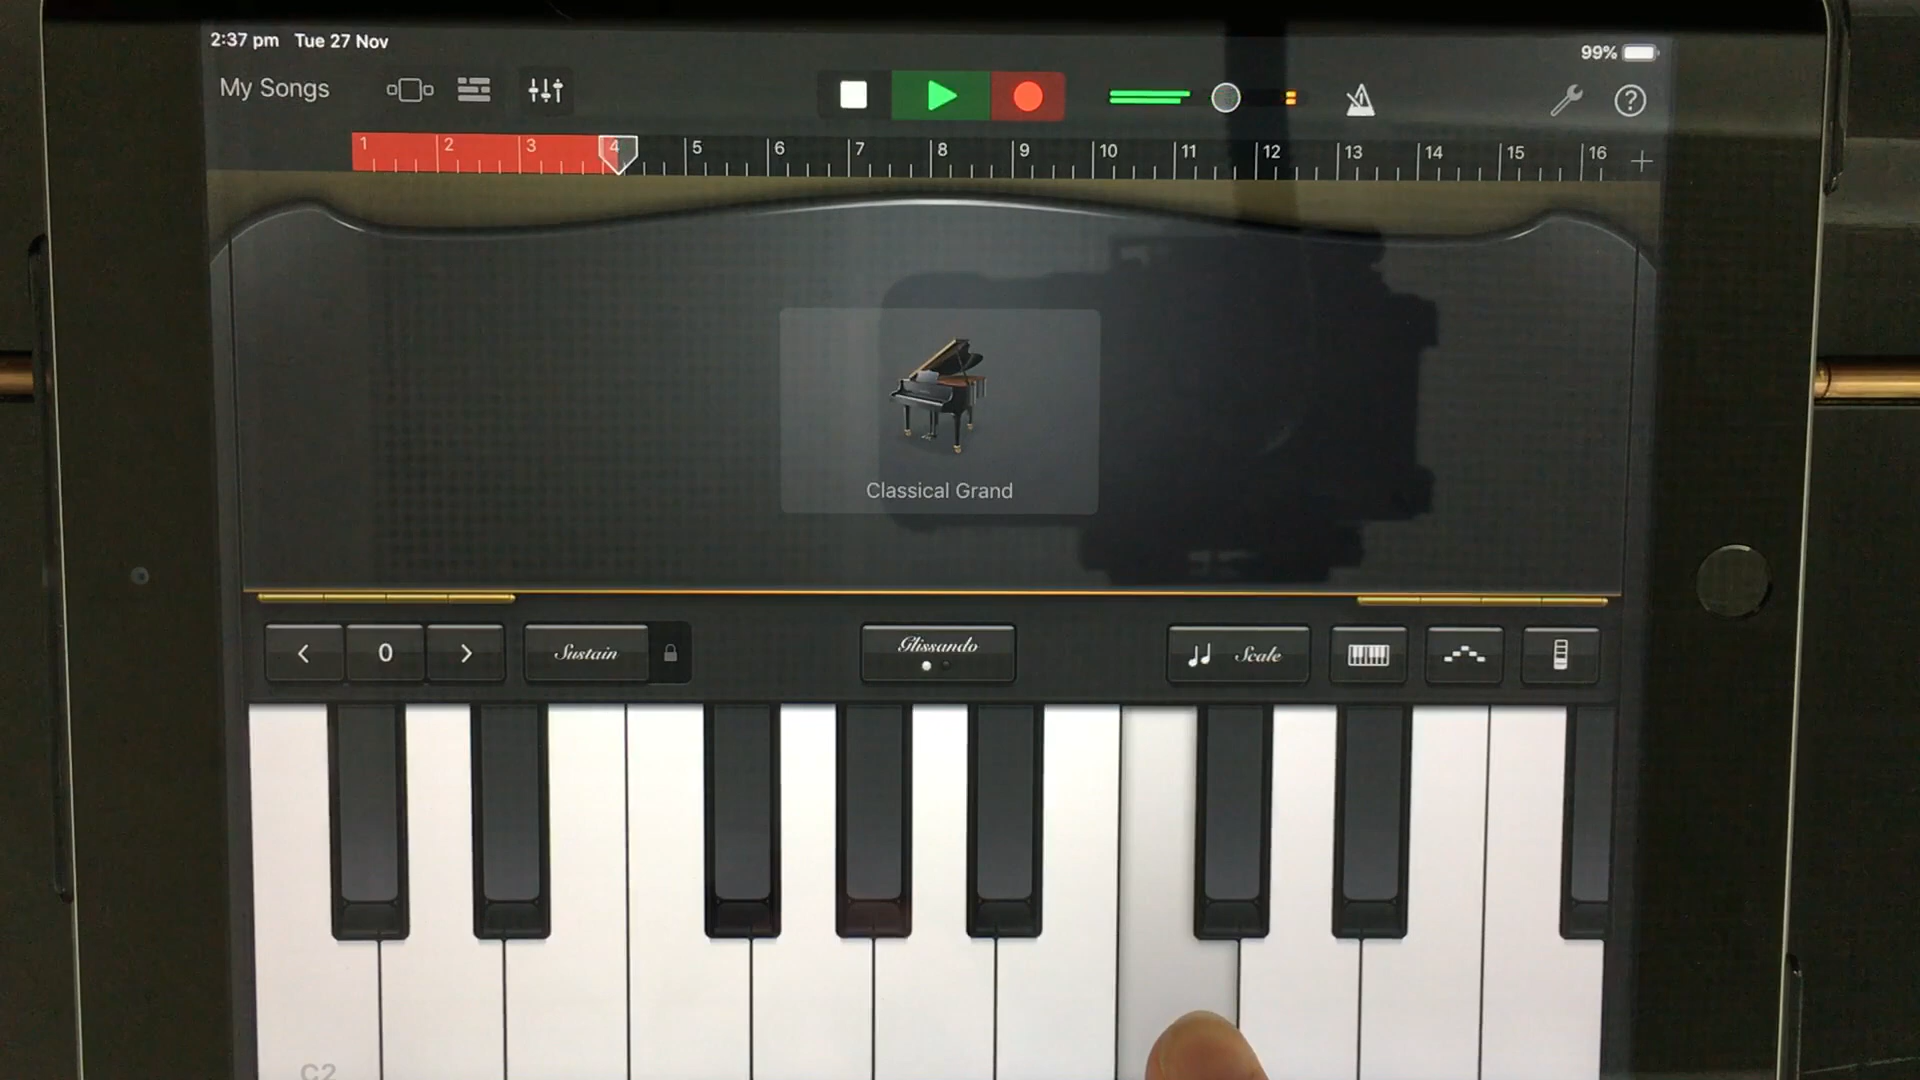 2:37 pm Tue 27 Nov
99%
My Songs
?
1 2 3 4 5 6 7 8 9 10 11 12 13 14 15 16 +
Classical Grand
< 0 > Sustain Glissando Scale
C2